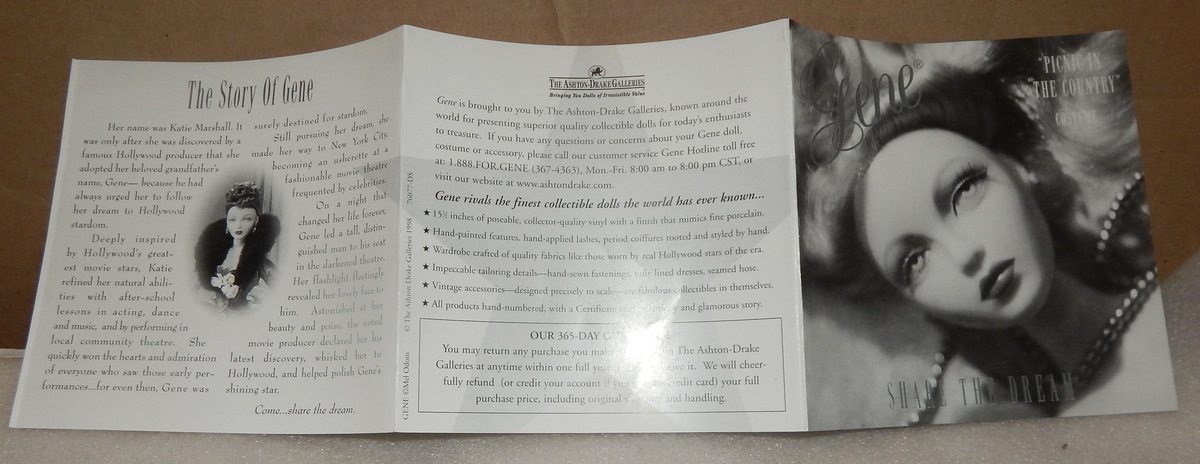 The Story Of Gene
Her name was Katie Marshall. It
was only after she was discovered by a
famous Hollywood producer that she
adopted her beloved grandfather's
name, Gene— because he had
always urged her to follow
her dream to Hollywood
stardom.
Deeply inspired
by Hollywood's great-
est movie stars, Katie
refined her natural abili-
ties with after-school
lessons in acting, dance
and music, and by performing in
local community theatre. She
quickly won the hearts and admiration
of everyone who saw those early per-
formances...for even then, Gene was
surely destined for stardom.
Still pursuing her dream, she
made her way to New York City,
becoming an usherette at a
fashionable movie theatre
frequented by celebrities.
On a night that
changed her life forever,
Gene led a tall, distin-
guished man to his seat
in the darkened theatre.
Her flashlight fleetingly
revealed her lovely face to
him. Astonished at her
beauty and poise, the noted
movie producer declared his
latest discovery, whisked her to
Hollywood, and helped polish Gene's
shining star.
Come...share the dream.
GENE ©Mel Odom © The Ashton Drake Galleries 1998 76077-DS
THE ASHTON-DRAKE GALLERIES
Bringing You Dolls of Irresistible Value
Gene is brought to you by The Ashton-Drake Galleries, known around the
world for presenting superior quality collectible dolls for today's enthusiasts
to treasure. If you have any questions or concerns about your Gene doll,
costume or accessory, please call our customer service Gene Hotline toll free
at: 1.888.FOR.GENE (367-4363), Mon.-Fri. 8:00 am to 8:00 pm CST, or
visit our website at www.ashtondrake.com.
Gene rivals the finest collectible dolls the world has ever known...
★ 15½ inches of poseable, collector-quality vinyl with a finish that mimics fine porcelain.
★ Hand-painted features, hand-applied lashes, period coiffures rooted and styled by hand.
★ Wardrobe crafted of quality fabrics like those worn by real Hollywood stars of the era.
★ Impeccable tailoring details—hand-sewn fastenings, fully lined dresses, seamed hose.
★ Vintage accessories—designed precisely to scale—are fabulous collectibles in themselves.
★ All products hand-numbered, with a Certificate and glamorous story.
OUR 365-DAY
You may return any purchase you make The Ashton-Drake
Galleries at anytime within one full year it. We will cheer-
fully refund (or credit your account if credit card) your full
purchase price, including original and handling.
Gene®
"PICNIC IN
THE COUNTRY"
COSTUME
SHARE THE DREAM